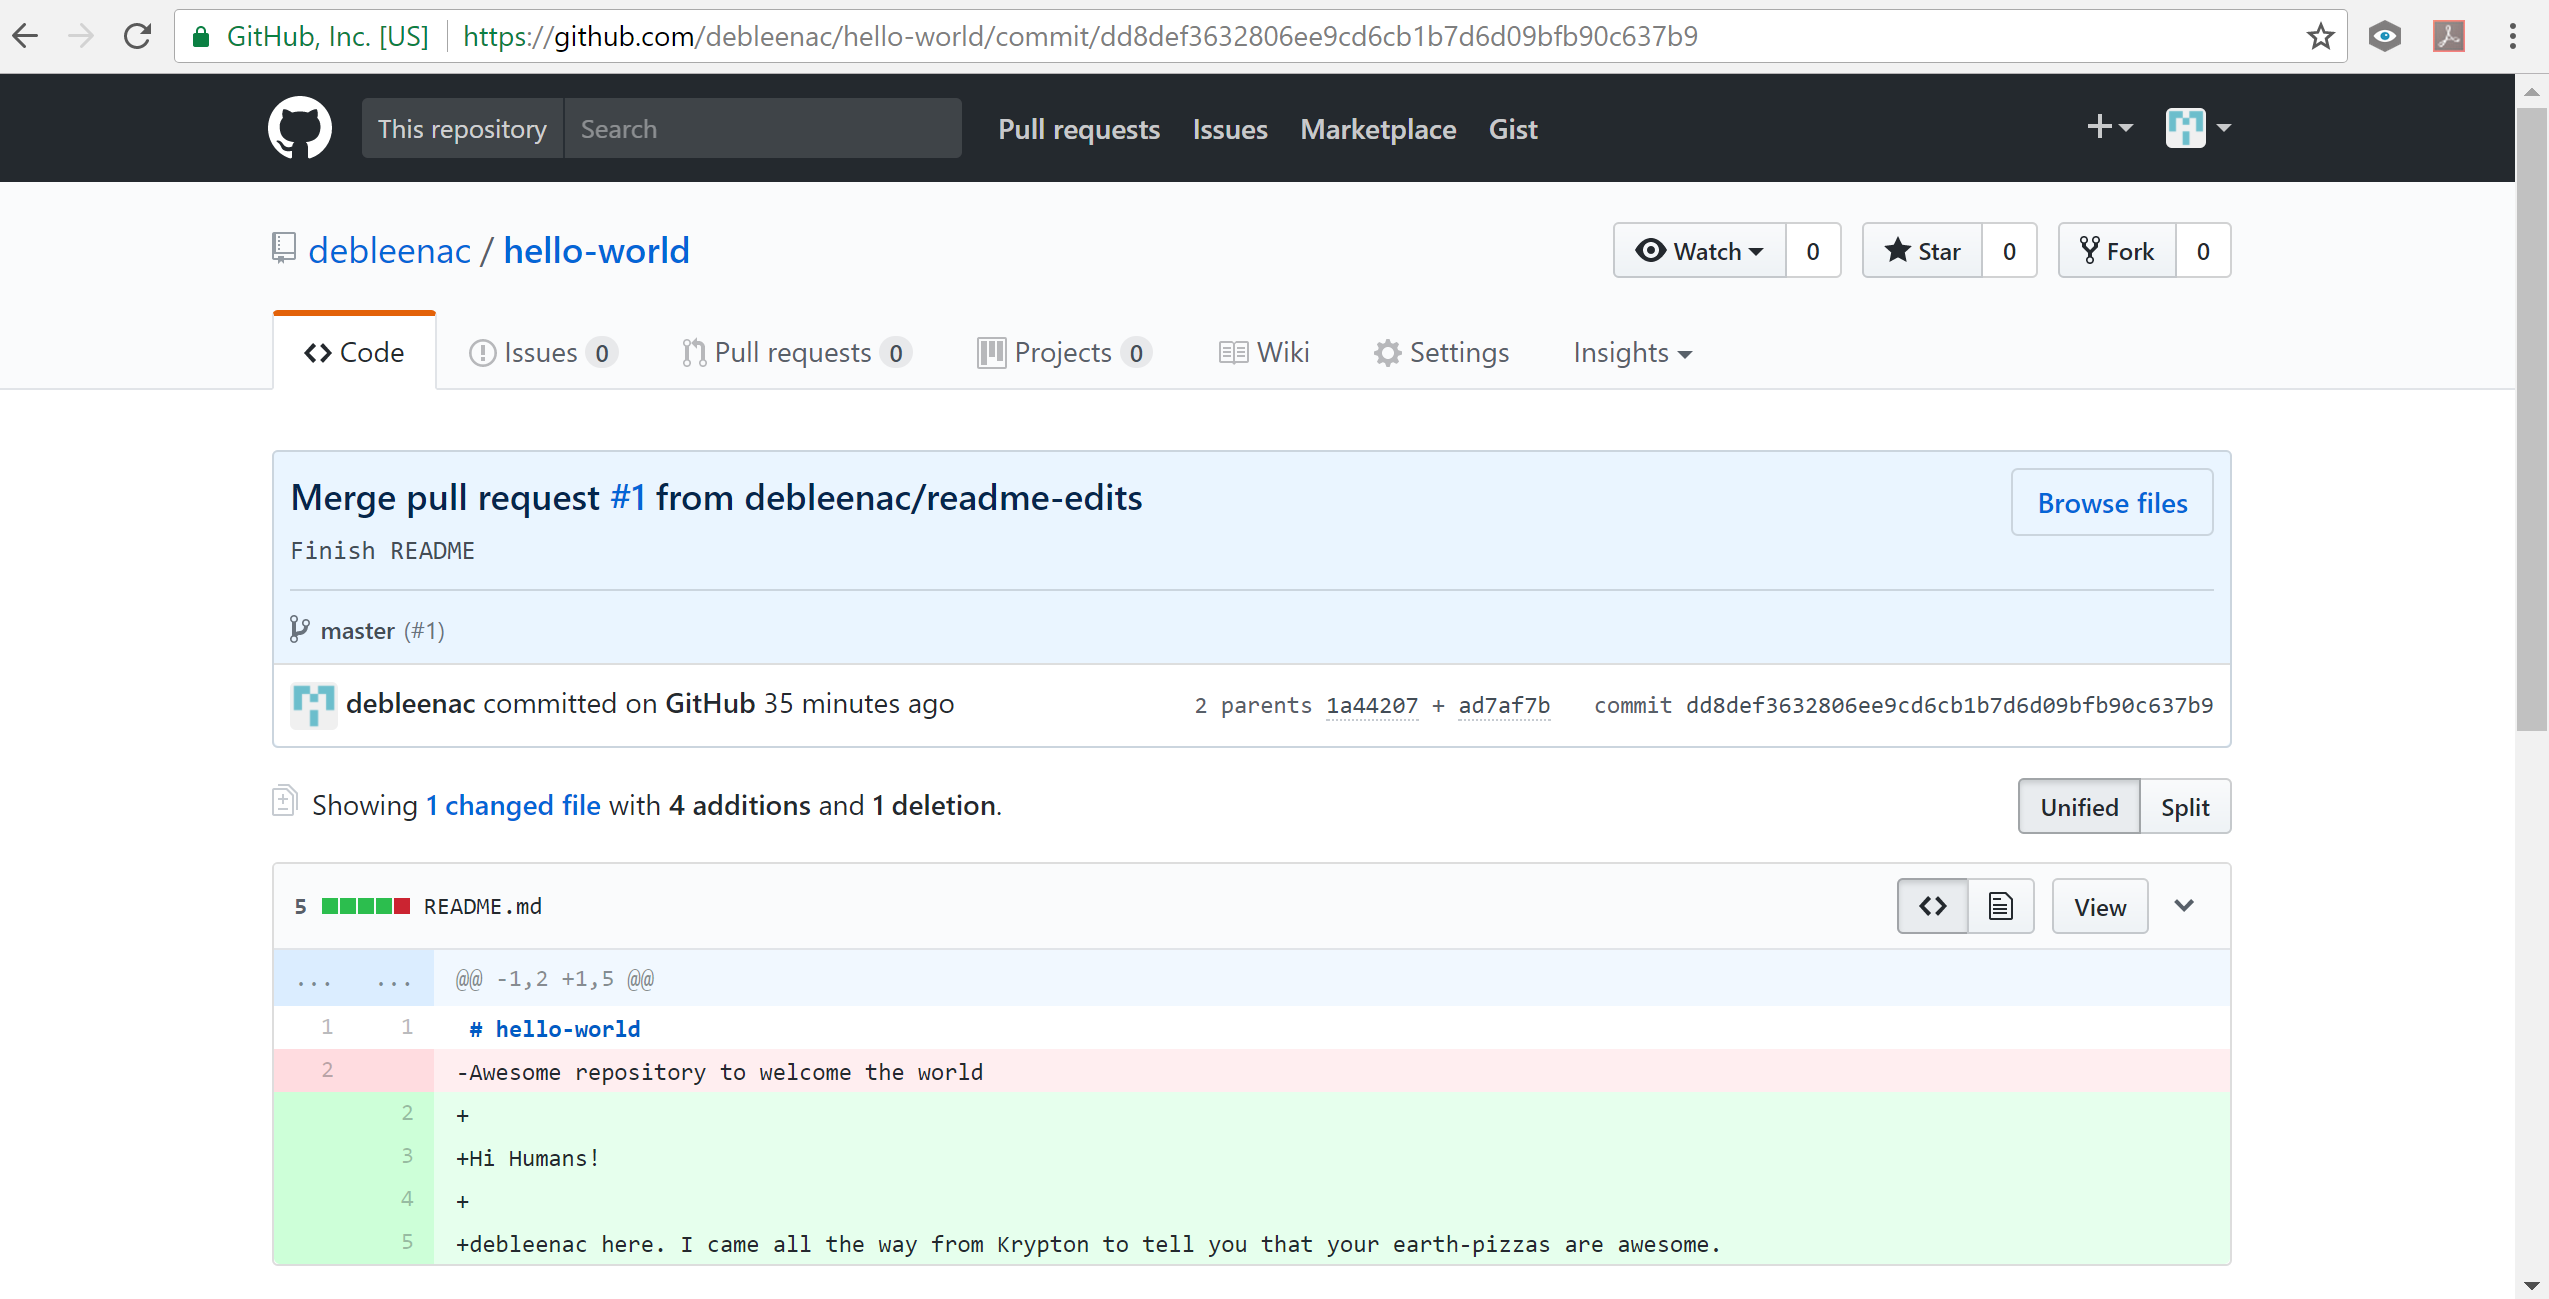 GitHub, Inc. [US] https://github.com/debleenac/hello-world/commit/dd8def3632806ee9cd6cb1b7d6d09bfb90c637b9
This repository Search Pull requests Issues Marketplace Gist
debleenac / hello-world Watch 0 Star 0 Fork 0
Code Issues 0 Pull requests 0 Projects 0 Wiki Settings Insights
Merge pull request #1 from debleenac/readme-edits Browse files
Finish README
master (#1)
debleenac committed on GitHub 35 minutes ago 2 parents 1a44207 + ad7af7b commit dd8def3632806ee9cd6cb1b7d6d09bfb90c637b9
Showing 1 changed file with 4 additions and 1 deletion. Unified Split
5 README.md View
... ... @@ -1,2 +1,5 @@
1 1 # hello-world
2 -Awesome repository to welcome the world
2 +
3 +Hi Humans!
4 +
5 +debleenac here. I came all the way from Krypton to tell you that your earth-pizzas are awesome.